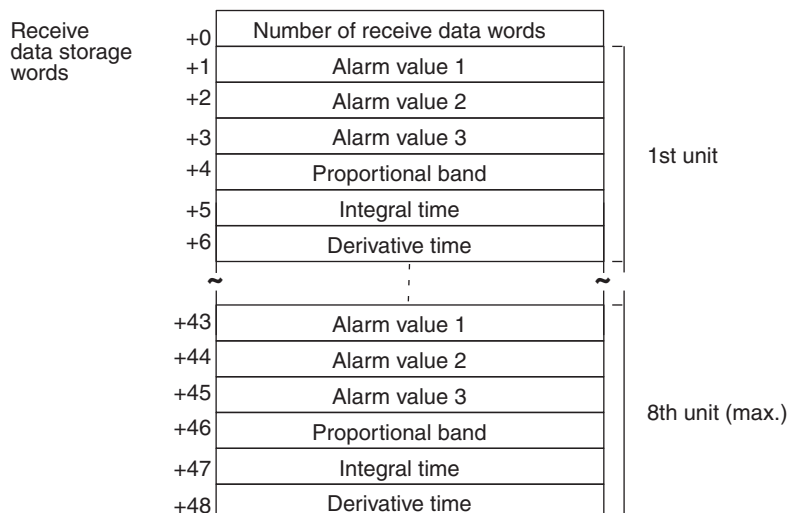 Receive
data storage
words
+0 Number of receive data words
+1 Alarm value 1
+2 Alarm value 2
+3 Alarm value 3
+4 Proportional band
+5 Integral time
+6 Derivative time
1st unit
~ ~
+43 Alarm value 1
+44 Alarm value 2
+45 Alarm value 3
+46 Proportional band
+47 Integral time
+48 Derivative time
8th unit (max.)